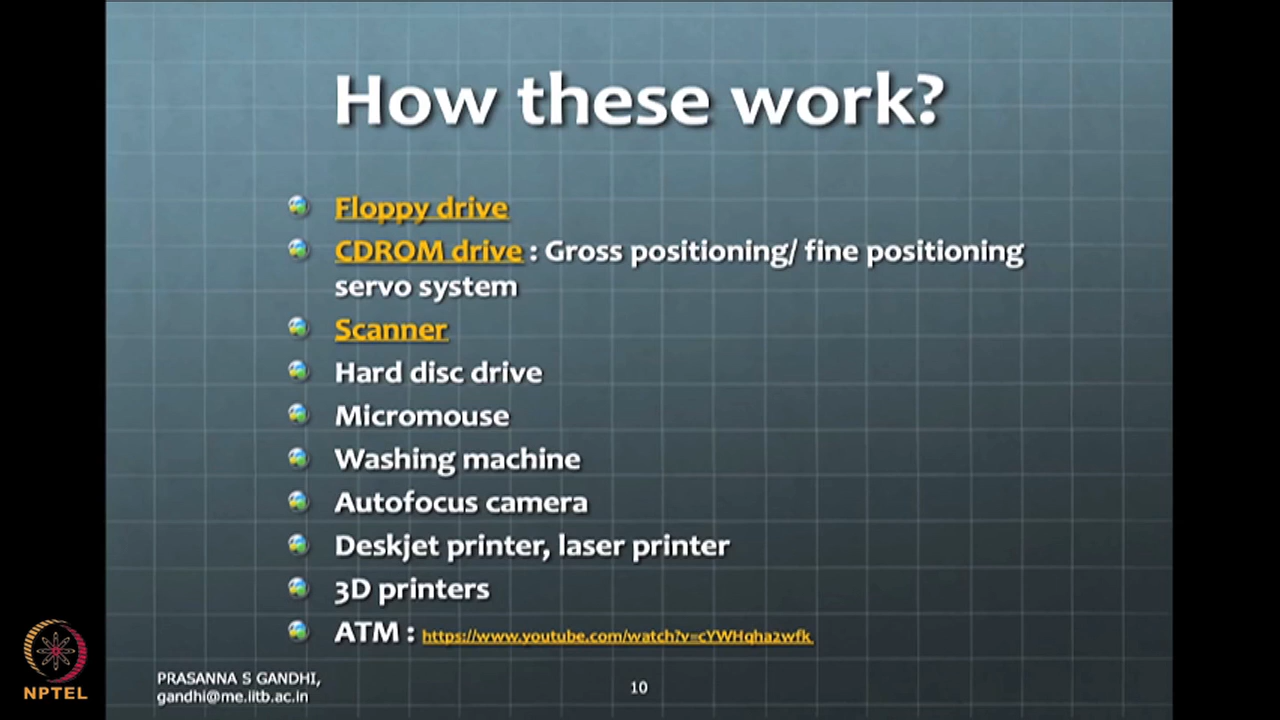 How these work?
Floppy drive
CDROM drive : Gross positioning/ fine positioning
servo system
Scanner
Hard disc drive
Micromouse
Washing machine
Autofocus camera
Deskjet printer, laser printer
3D printers
ATM : https://www.youtube.com/watch?v=cYWHqha2wfk
PRASANNA S GANDHI,
gandhi@me.iitb.ac.in
10
NPTEL